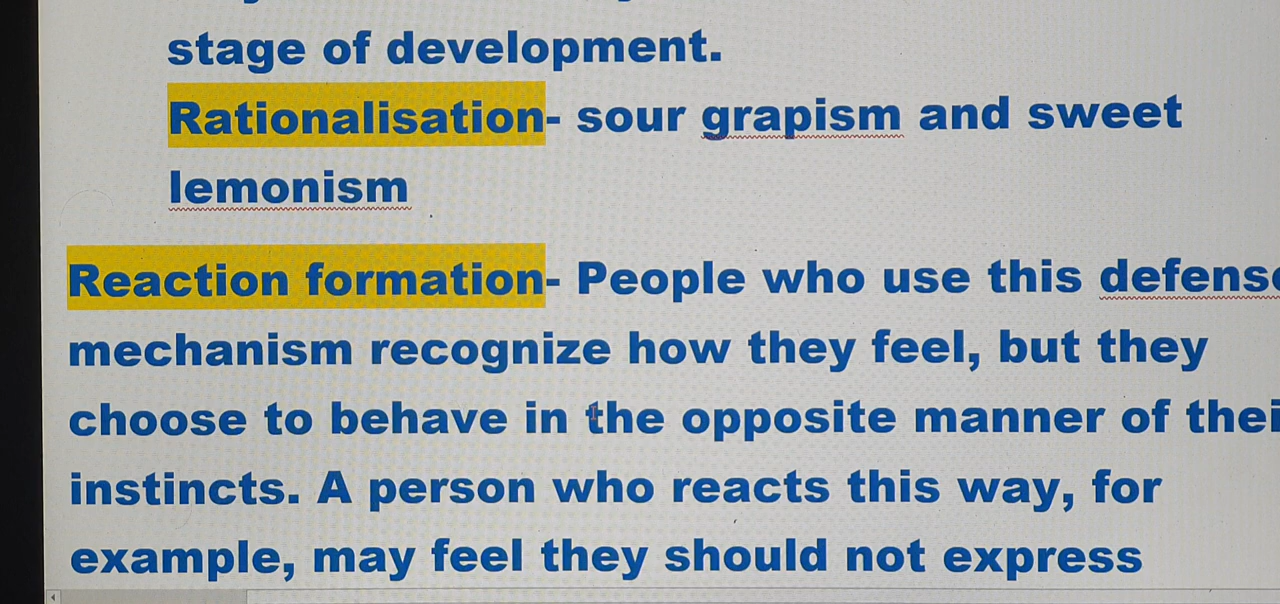 stage of development.
Rationalisation- sour grapism and sweet
lemonism
Reaction formation- People who use this defens
mechanism recognize how they feel, but they
choose to behave in the opposite manner of thei
instincts. A person who reacts this way, for
example, may feel they should not express